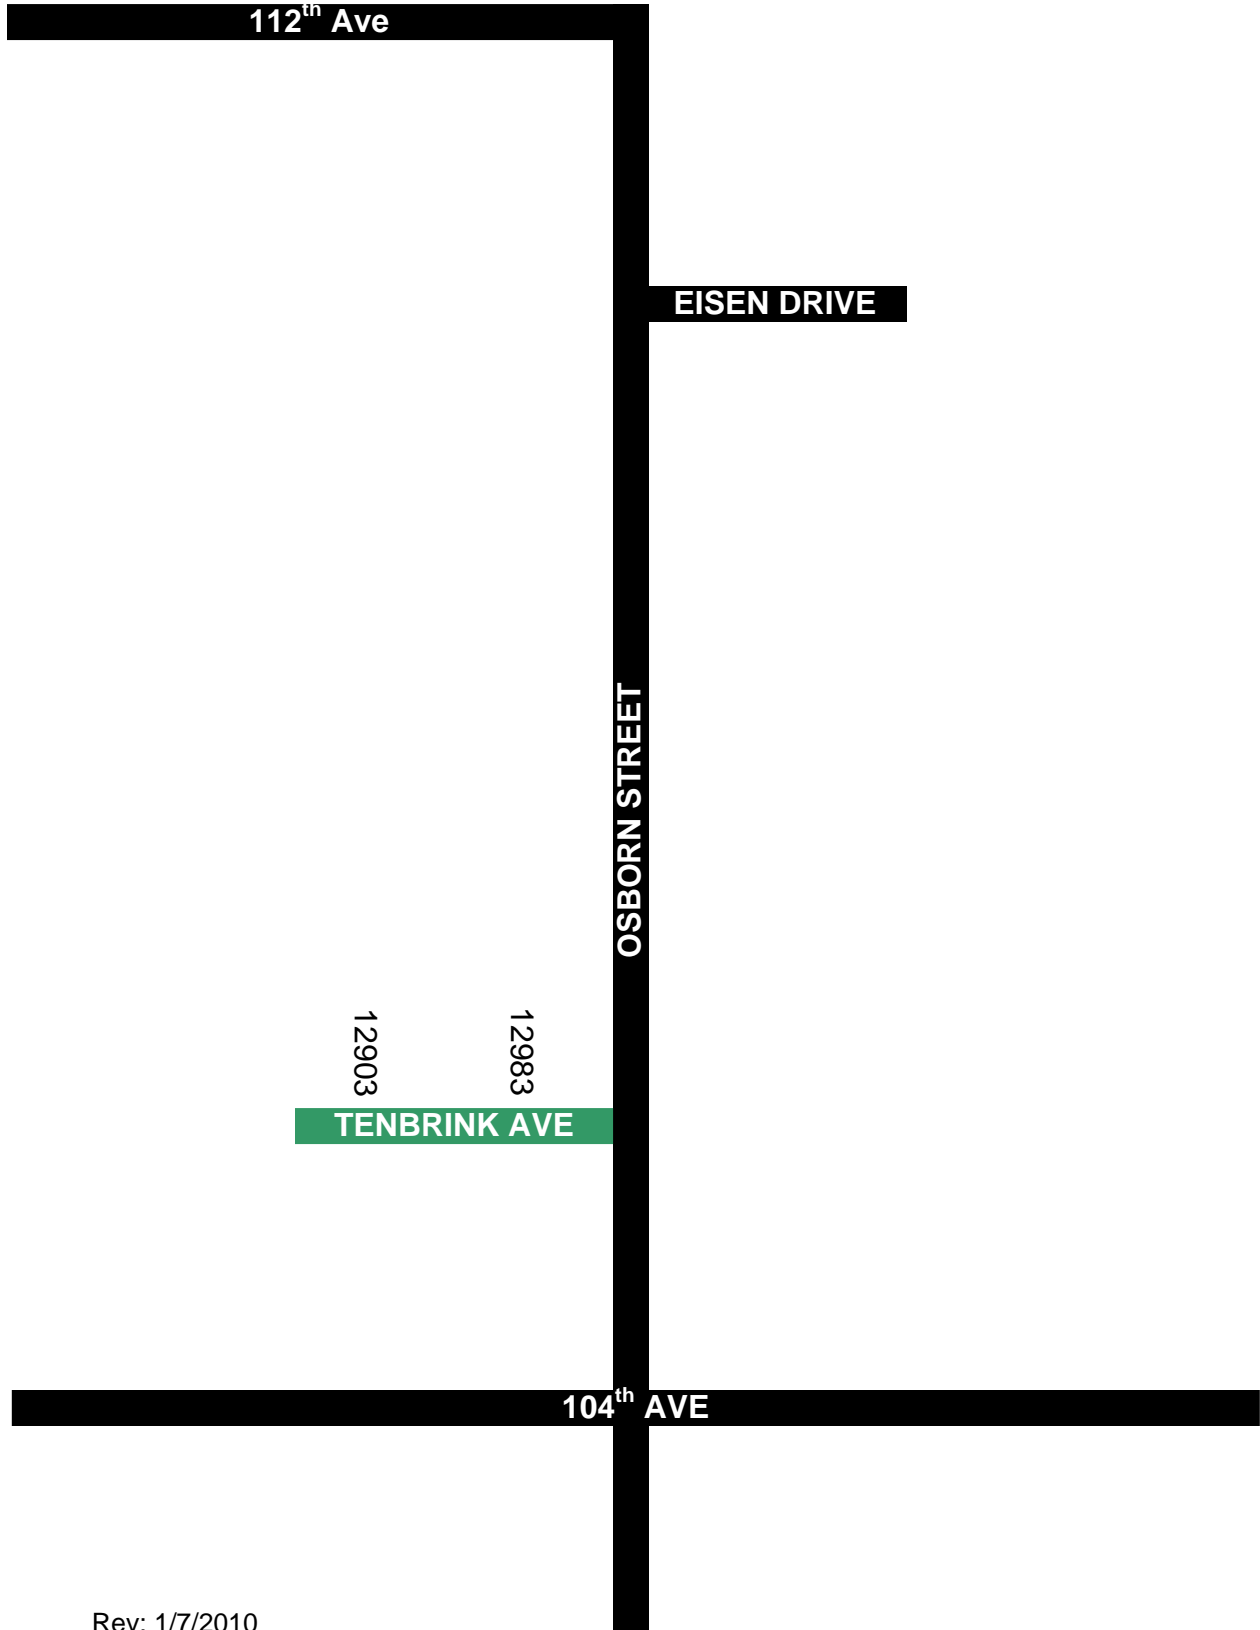 112th Ave
EISEN DRIVE
OSBORN STREET
12903
12983
TENBRINK AVE
104th AVE
Rev: 1/7/2010